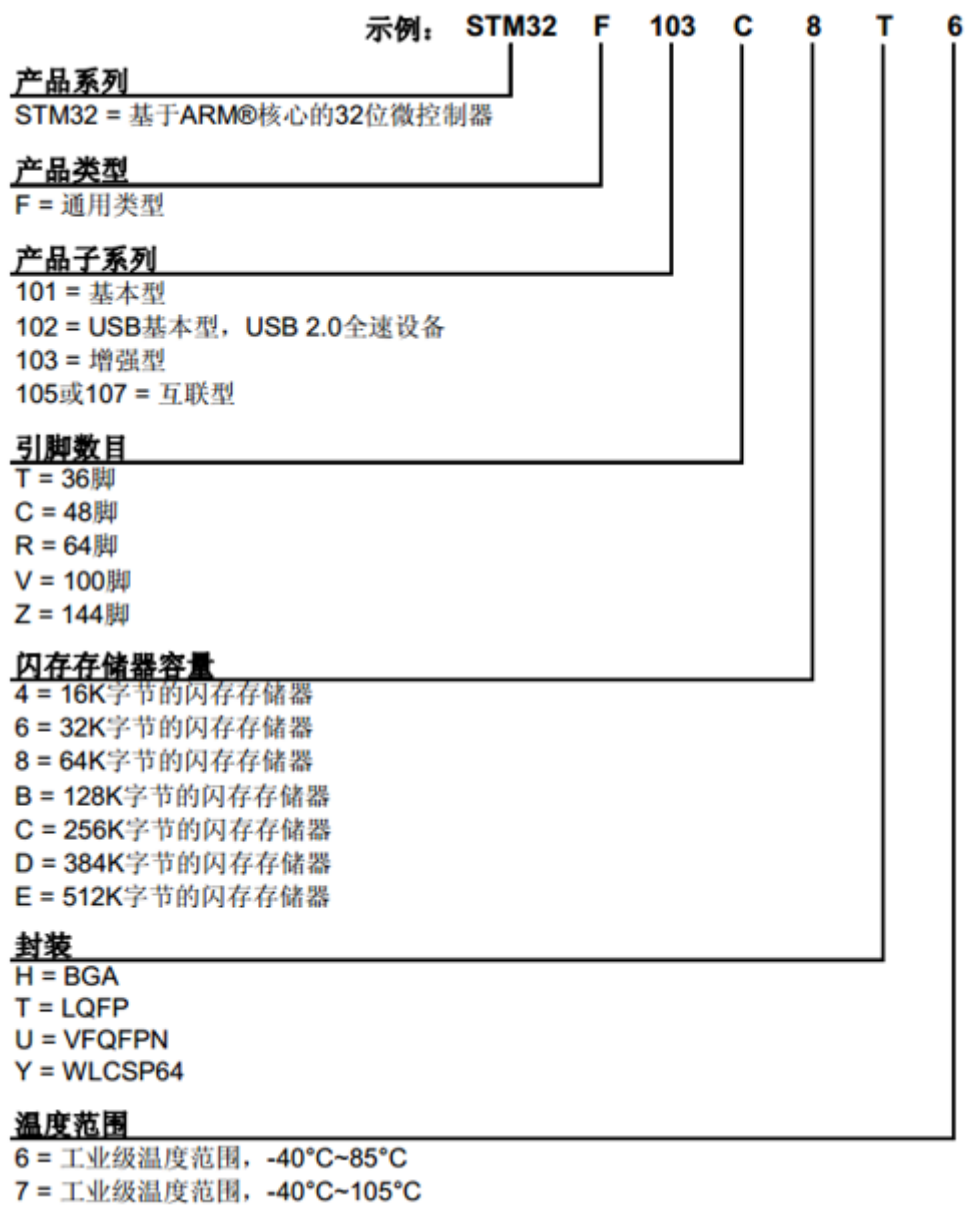 示例： STM32 F 103 C 8 T 6
产品系列
STM32 = 基于ARM®核心的32位微控制器
产品类型
F = 通用类型
产品子系列
101 = 基本型
102 = USB基本型，USB 2.0全速设备
103 = 增强型
105或107 = 互联型
引脚数目
T = 36脚
C = 48脚
R = 64脚
V = 100脚
Z = 144脚
闪存存储器容量
4 = 16K字节的闪存存储器
6 = 32K字节的闪存存储器
8 = 64K字节的闪存存储器
B = 128K字节的闪存存储器
C = 256K字节的闪存存储器
D = 384K字节的闪存存储器
E = 512K字节的闪存存储器
封装
H = BGA
T = LQFP
U = VFQFPN
Y = WLCSP64
温度范围
6 = 工业级温度范围，-40°C~85°C
7 = 工业级温度范围，-40°C~105°C